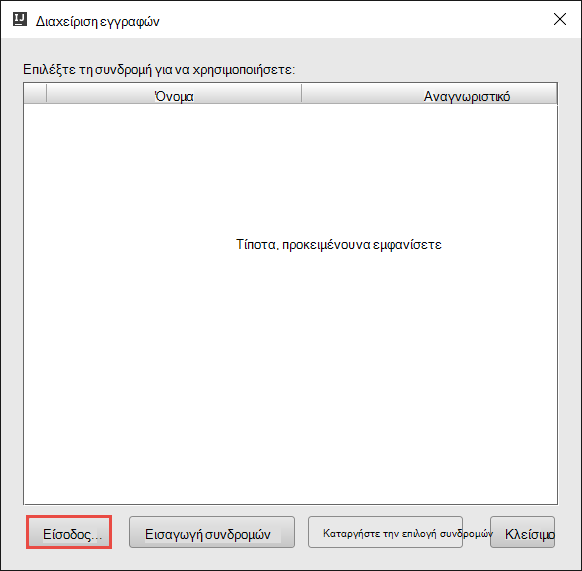 IJ
Διαχείριση εγγραφών
Επιλέξτε τη συνδρομή για να χρησιμοποιήσετε:
Όνομα Αναγνωριστικό
Τίποτα, προκειμένουνα εμφανίσετε
Είσοδος... Εισαγωγή συνδρομών Καταργήστε την επιλογή συνδρομών Κλείσιμο